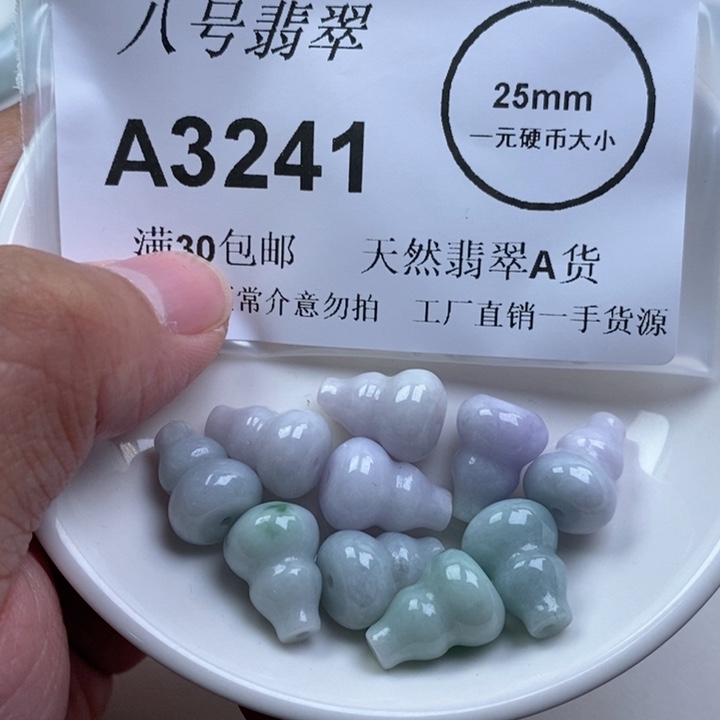 八号翡翠
25mm
一元硬币大小
A3241
满30包邮 天然翡翠A货
常介意勿拍 工厂直销一手货源